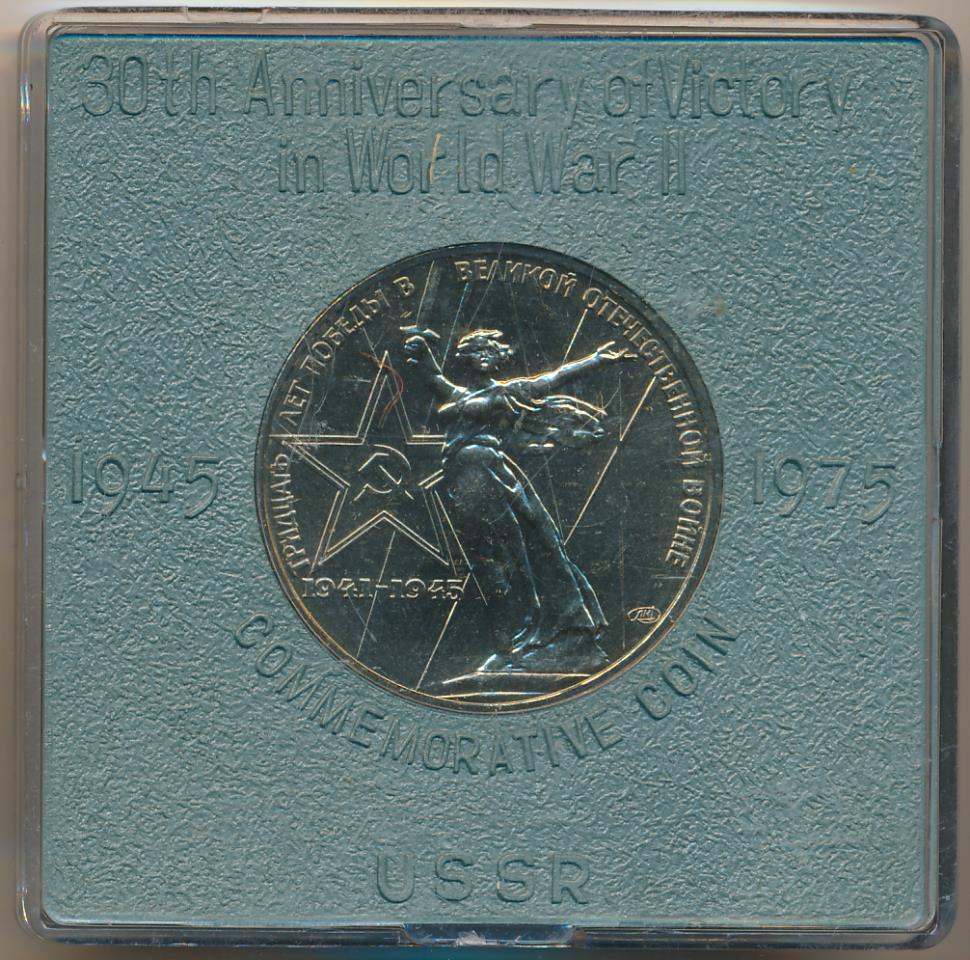 30th Anniversary of Victory
in World War II
ТРИДЦАТЬ ЛЕТ ПОБЕДЫ В ВЕЛИКОЙ ОТЕЧЕСТВЕННОЙ ВОЙНЕ
1945
1975
1941-1945
ЛМД
COMMEMORATIVE COIN
USSR